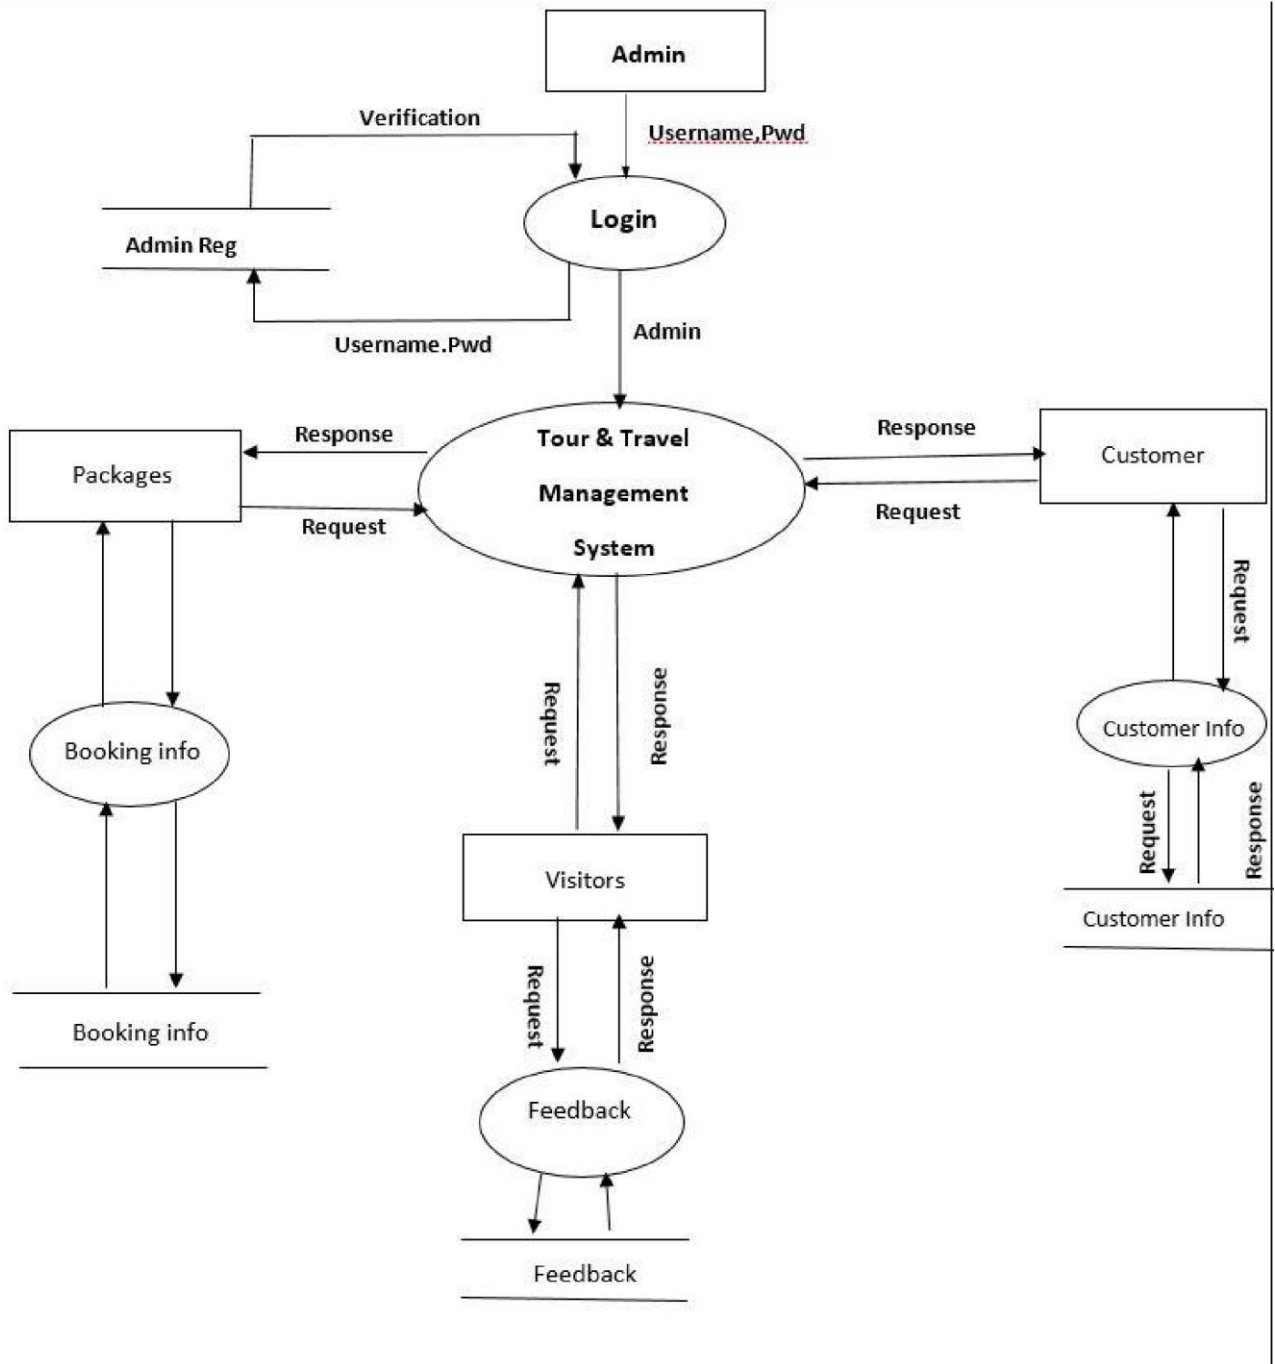 Admin
Verification
Username,Pwd
Login
Admin Reg
Admin
Username.Pwd
Response
Tour & Travel
Management
System
Response
Packages
Customer
Request
Request
Request
Request
Response
Booking info
Customer Info
Request
Response
Visitors
Customer Info
Request
Response
Booking info
Feedback
Feedback